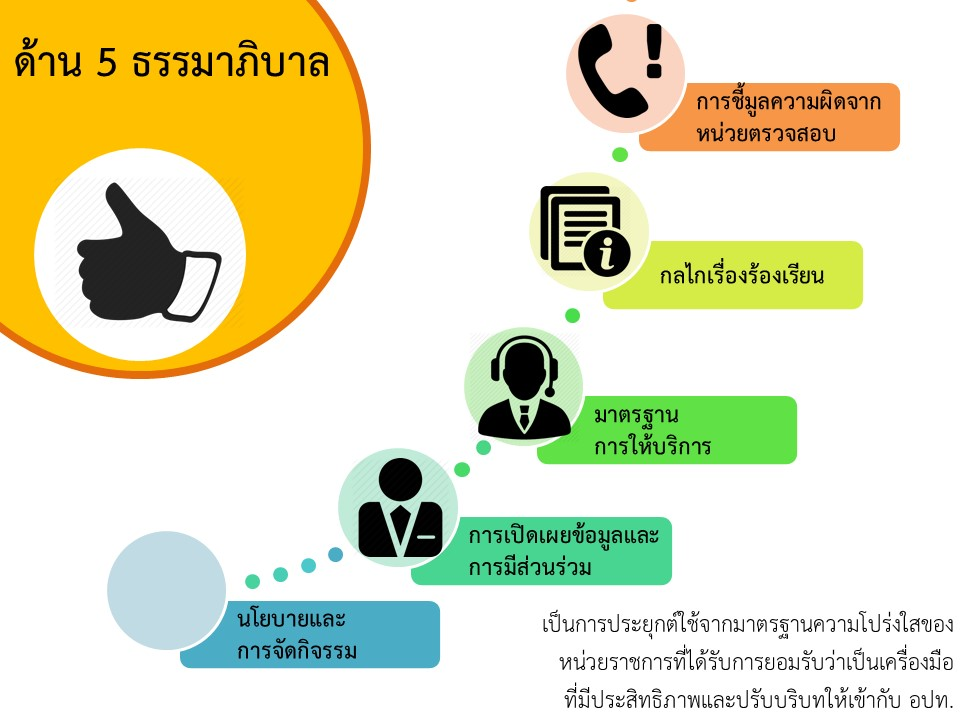 ด้าน 5 ธรรมาภิบาล
การชี้มูลความผิดจาก
หน่วยตรวจสอบ
กลไกเรื่องร้องเรียน
มาตรฐาน
การให้บริการ
การเปิดเผยข้อมูลและ
การมีส่วนร่วม
นโยบายและ
การจัดกิจรรม
เป็นการประยุกต์ใช้จากมาตรฐานความโปร่งใสของ
หน่วยราชการที่ได้รับการยอมรับว่าเป็นเครื่องมือ
ที่มีประสิทธิภาพและปรับบริบทให้เข้ากับ อปท.